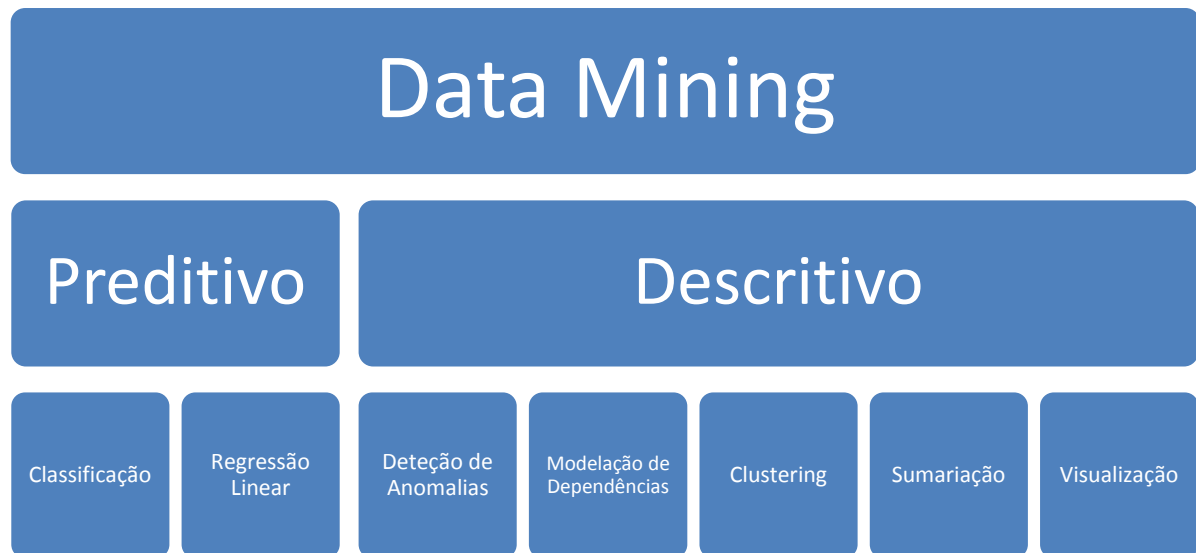 Data Mining
Preditivo
Descritivo
Classificação
Regressão
Linear
Deteção de
Anomalias
Modelação de
Dependências
Clustering
Sumariação
Visualização